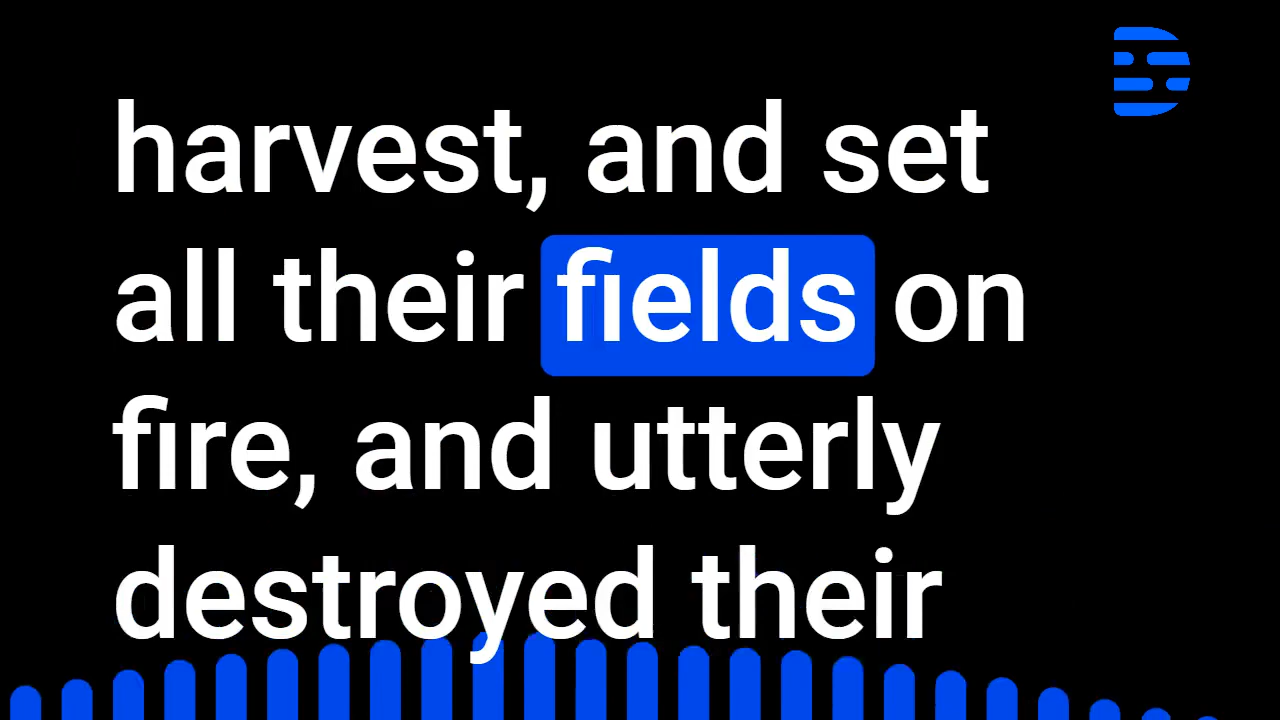 harvest, and set
all their fields on
fire, and utterly
destroyed their